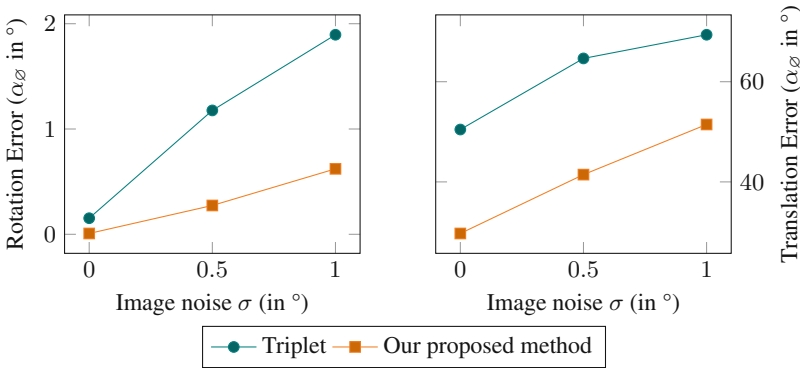 Rotation Error (α∅ in °)
2
1
0
0 0.5 1
Image noise σ (in °)
Translation Error (α∅ in °)
60
40
0 0.5 1
Image noise σ (in °)
Triplet Our proposed method